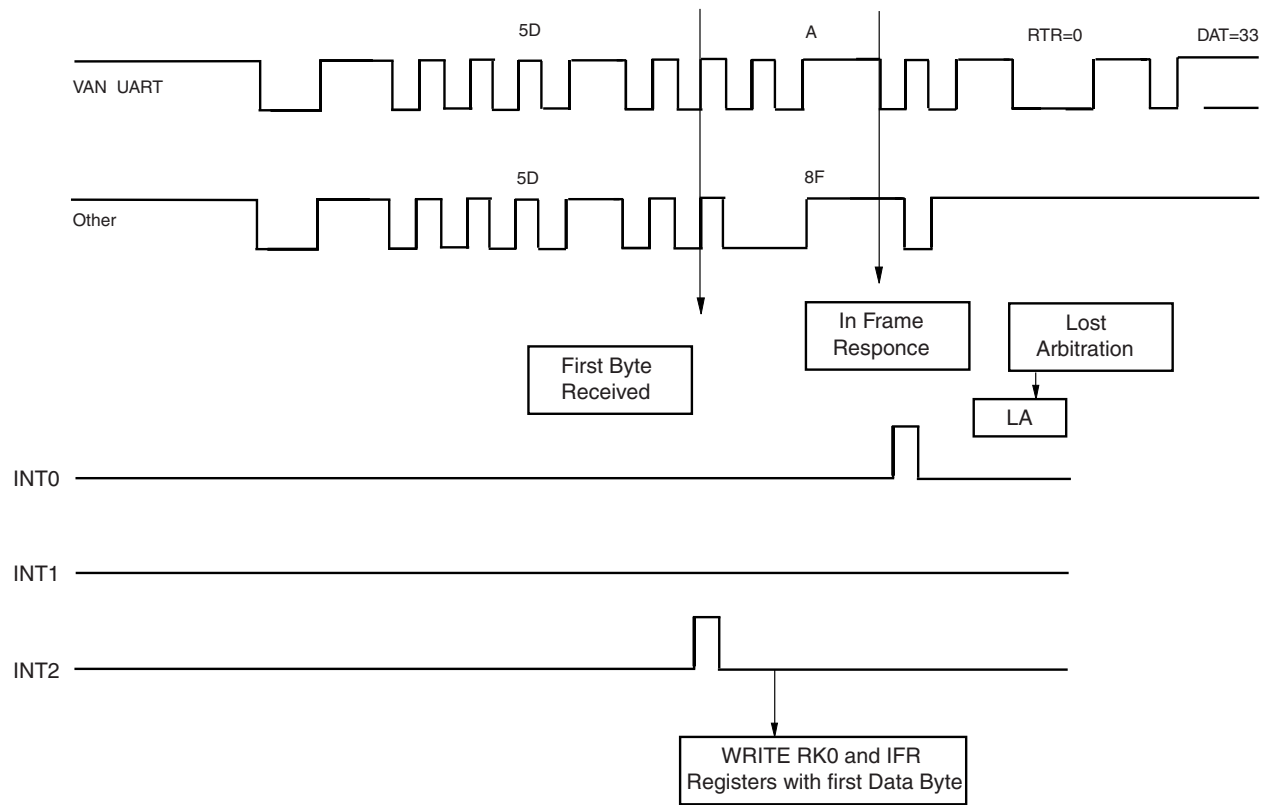 5D
A
RTR=0
DAT=33
VAN UART
5D
8F
Other
In Frame
Responce
Lost
Arbitration
First Byte
Received
LA
INT0
INT1
INT2
WRITE RK0 and IFR
Registers with first Data Byte